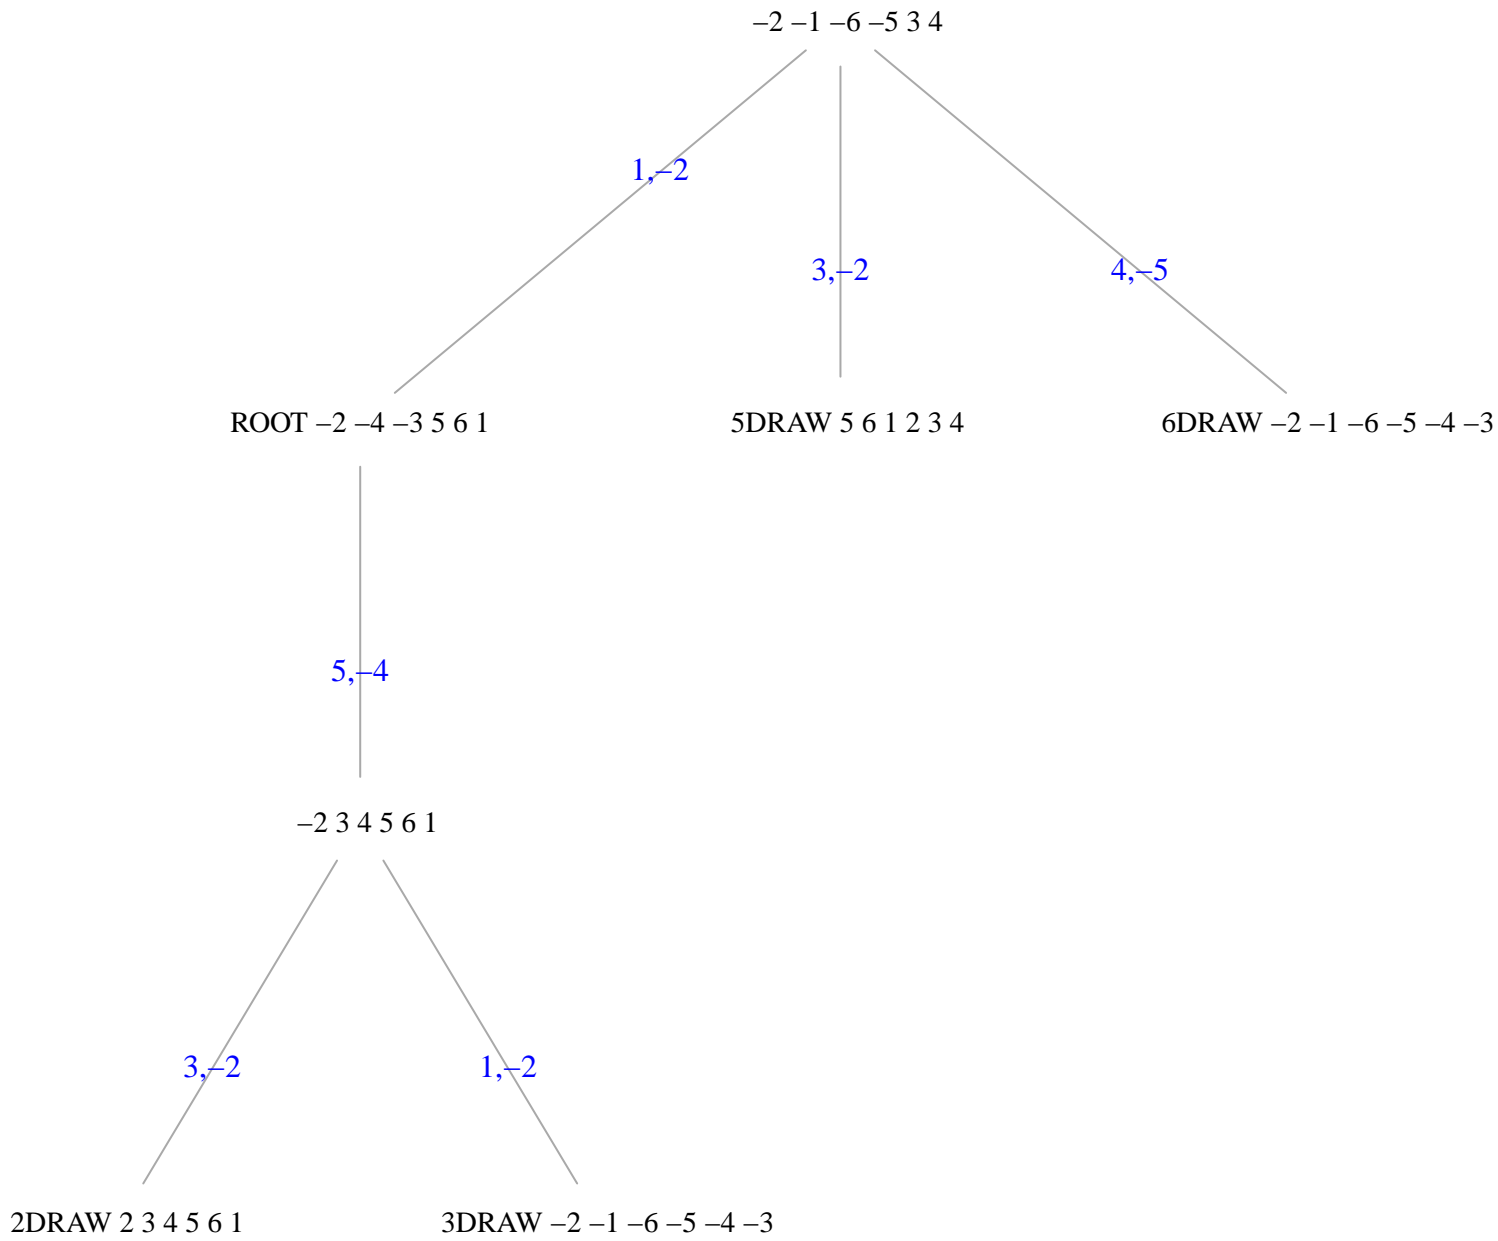 –2 –1 –6 –5 3 4
1,–2
3,–2
4,–5
ROOT –2 –4 –3 5 6 1
5DRAW 5 6 1 2 3 4
6DRAW –2 –1 –6 –5 –4 –3
5,–4
–2 3 4 5 6 1
3,–2
1,–2
2DRAW 2 3 4 5 6 1
3DRAW –2 –1 –6 –5 –4 –3